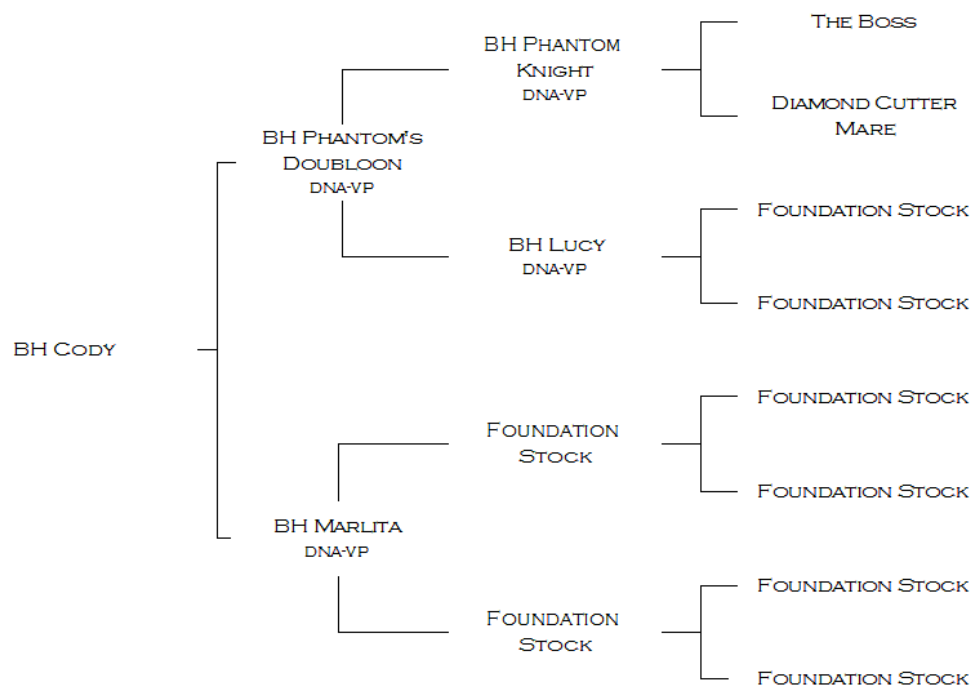 The Boss
BH Phantom
Knight
DNA-VP
Diamond Cutter
Mare
BH Phantom's
Doubloon
DNA-VP
Foundation Stock
BH Lucy
DNA-VP
Foundation Stock
BH Cody
Foundation Stock
Foundation
Stock
Foundation Stock
BH Marlita
DNA-VP
Foundation Stock
Foundation
Stock
Foundation Stock